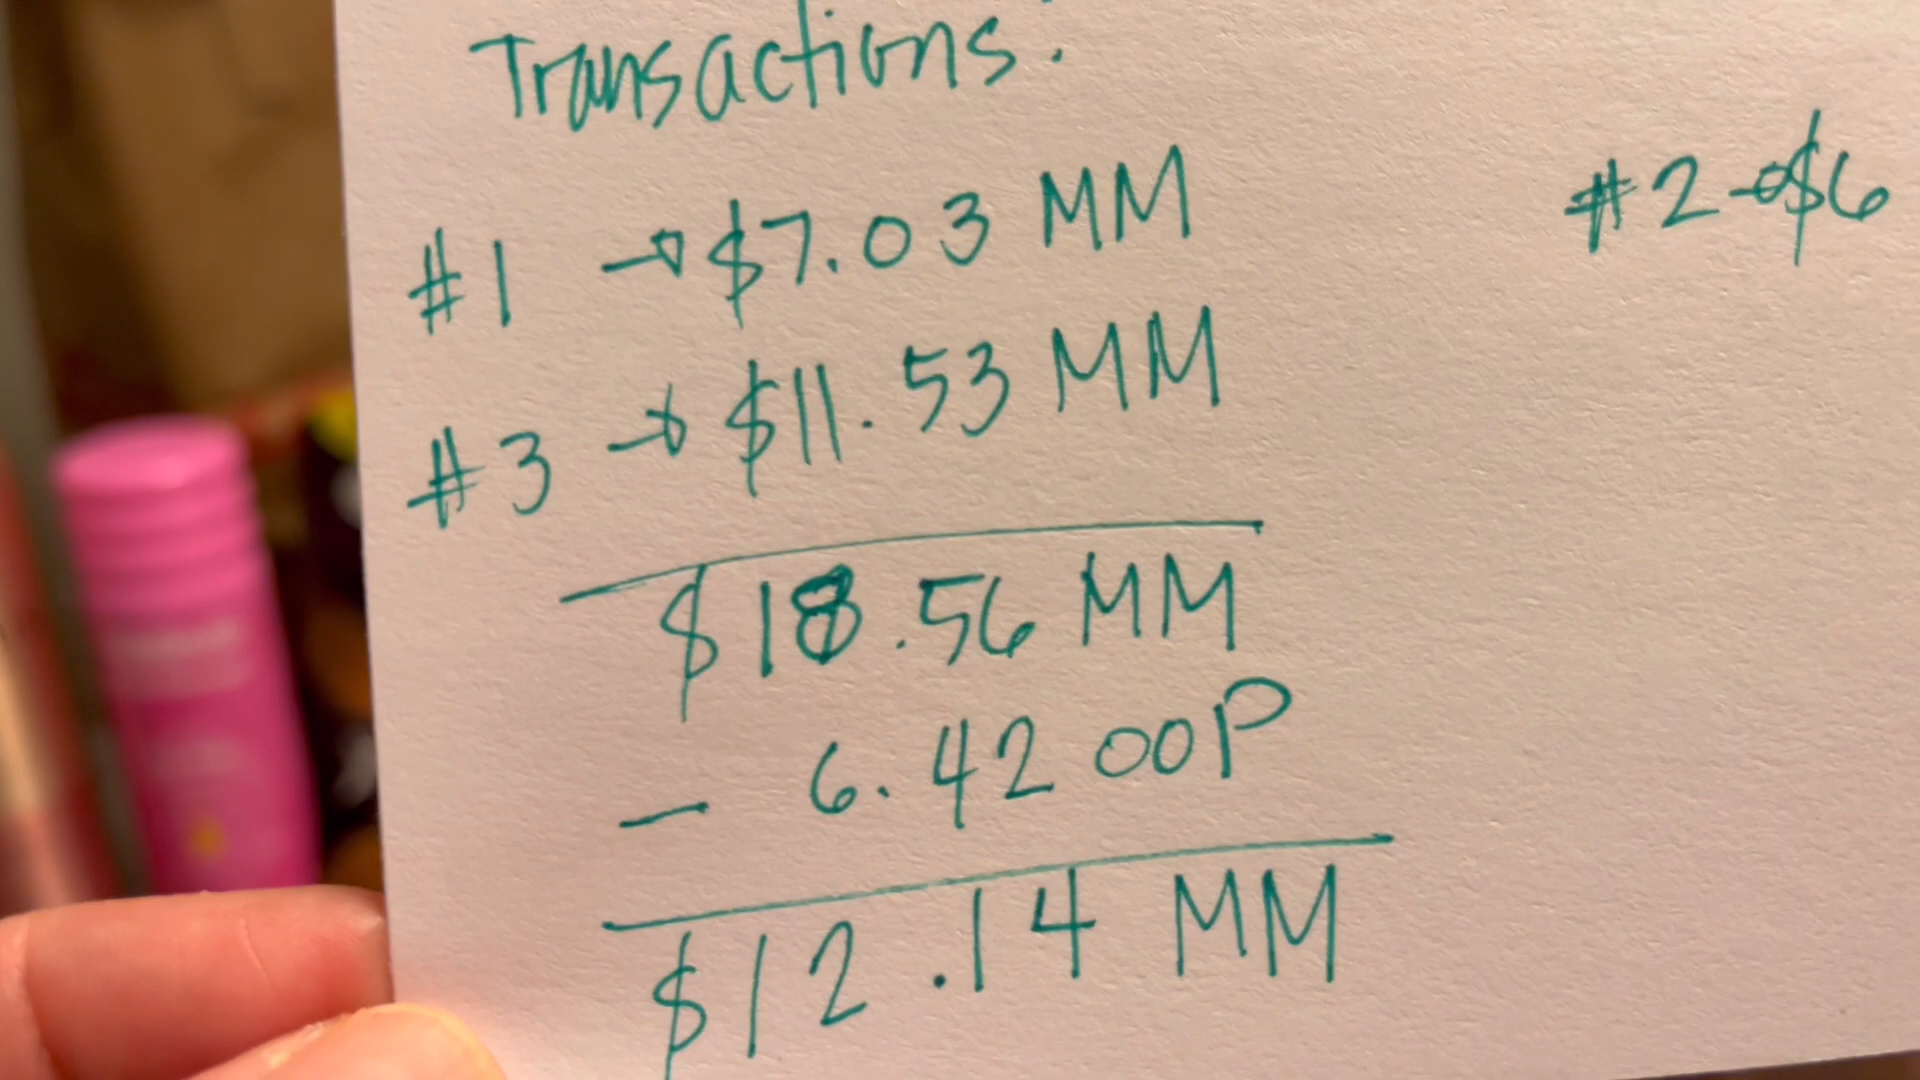 Transactions:
#1 → $7.03 MM
#2 → $6
#3 → $11.53 MM
$18.56 MM
- 6.42 OOP
$12.14 MM